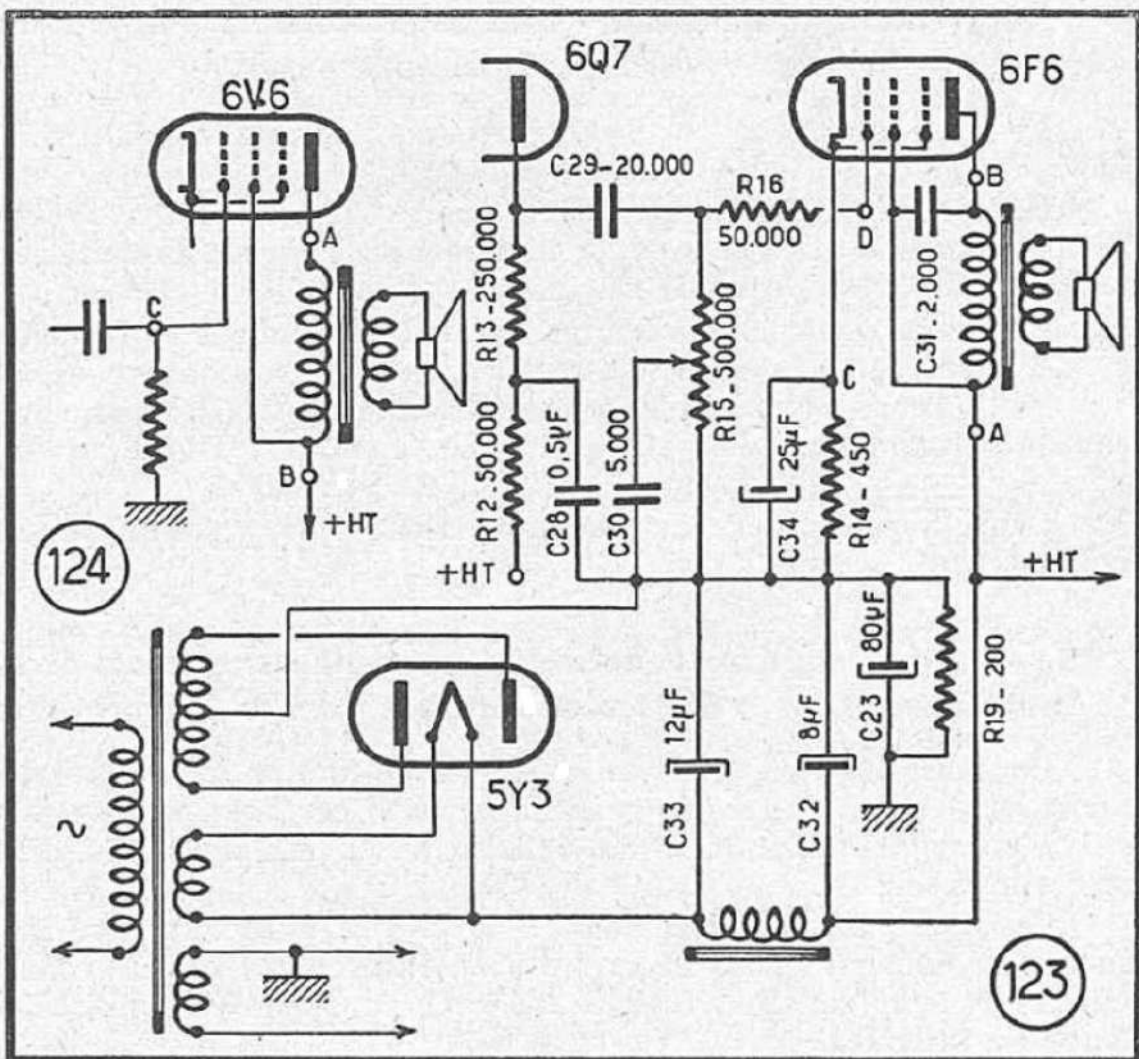 6V.6
6Q7
6F6
C29-20.000
R16
50.000
A
B
C
D
R13-250.000
R15-500.000
C31-2.000
C
A
B
+HT
R12.50.000
C28 0,5µF
C30 5.000
C34 25µF
R14-450
124
+HT
+HT
5Y3
12µF
C33
8µF
C32
80µF
C23
R19-200
~
123